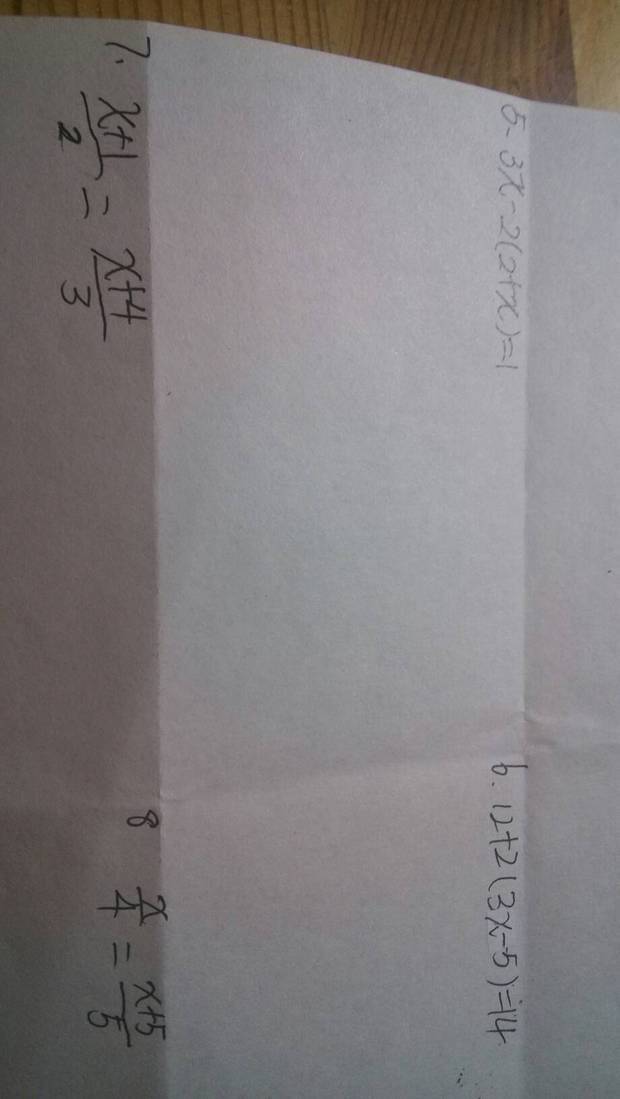 5. 3x-2(2+x)=1
6. 12+2(3x-5)=14
7. x+1/2 = x+4/3
8 x/4 = x+5/5